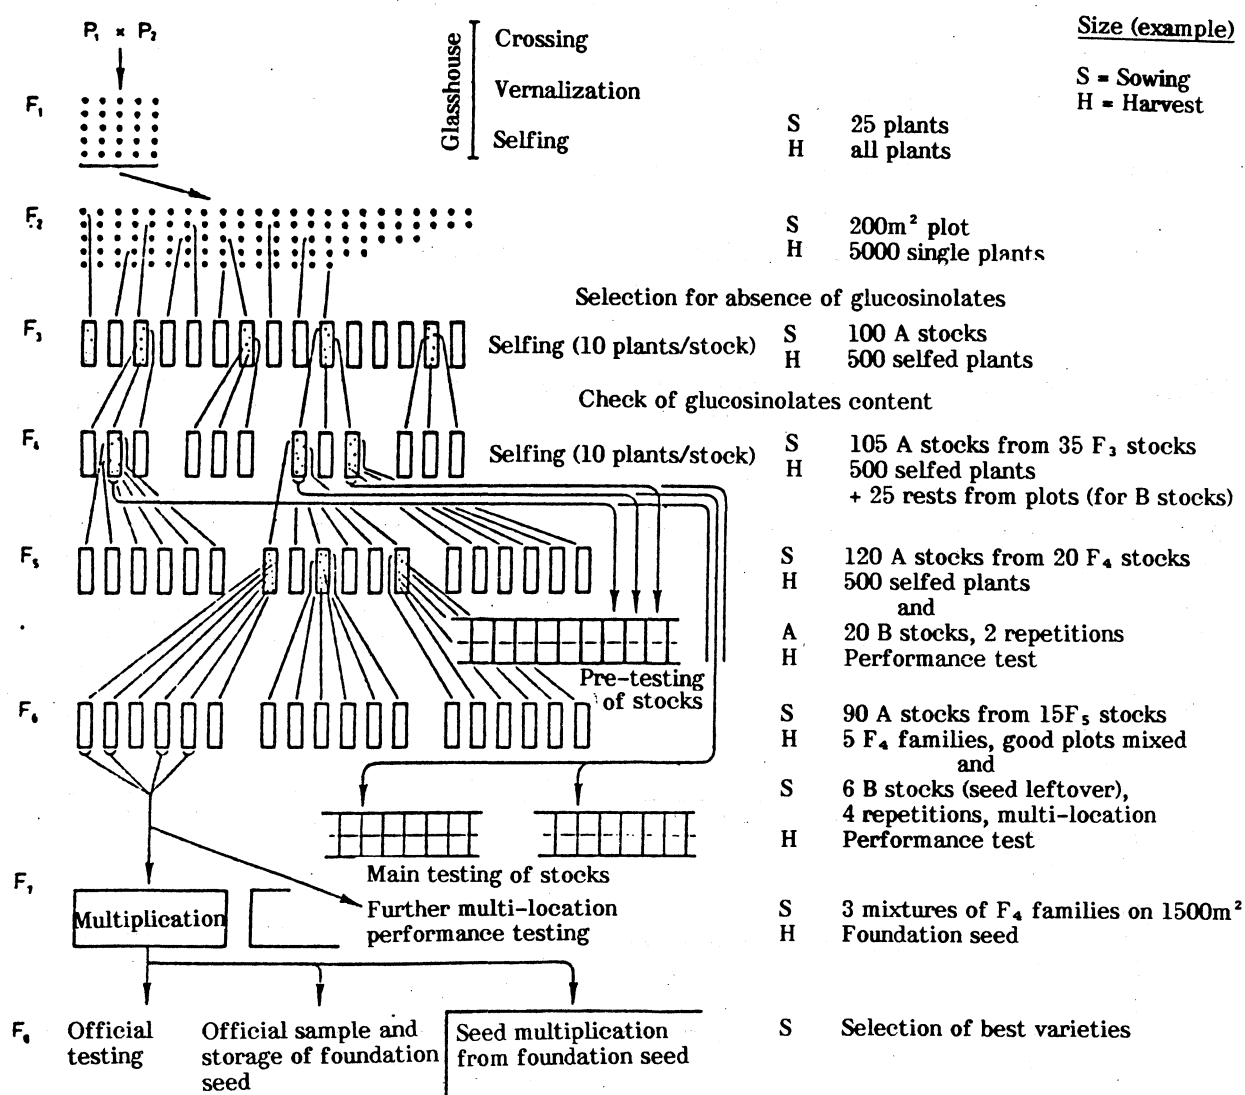 P₁ × P₂
Glasshouse
Crossing
Vernalization
Selfing
Size (example)
S = Sowing
H = Harvest
F₁
S 25 plants
H all plants
F₂
S 200m² plot
H 5000 single plants
Selection for absence of glucosinolates
F₃
Selfing (10 plants/stock)
S 100 A stocks
H 500 selfed plants
Check of glucosinolates content
F₄
Selfing (10 plants/stock)
S 105 A stocks from 35 F₃ stocks
H 500 selfed plants
+ 25 rests from plots (for B stocks)
F₅
S 120 A stocks from 20 F₄ stocks
H 500 selfed plants
and
A 20 B stocks, 2 repetitions
H Performance test
Pre-testing
of stocks
F₆
S 90 A stocks from 15F₅ stocks
H 5 F₄ families, good plots mixed
and
S 6 B stocks (seed leftover),
4 repetitions, multi-location
H Performance test
Main testing of stocks
F₇
Multiplication
Further multi-location
performance testing
S 3 mixtures of F₄ families on 1500m²
H Foundation seed
F₈
Official
testing
Official sample and
storage of foundation
seed
Seed multiplication
from foundation seed
S Selection of best varieties